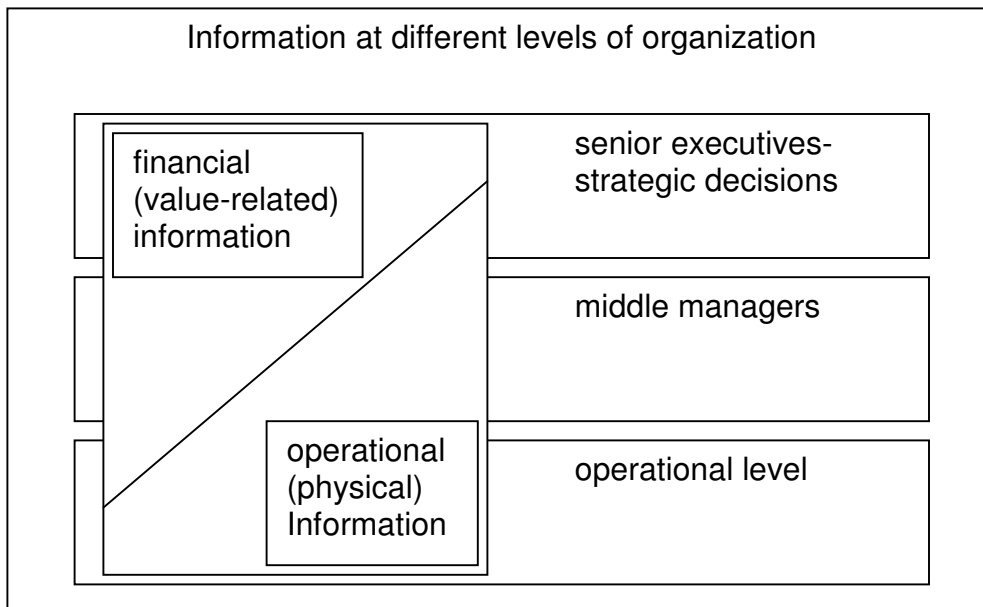 Information at different levels of organization
financial
(value-related)
information
senior executives-
strategic decisions
middle managers
operational
(physical)
Information
operational level